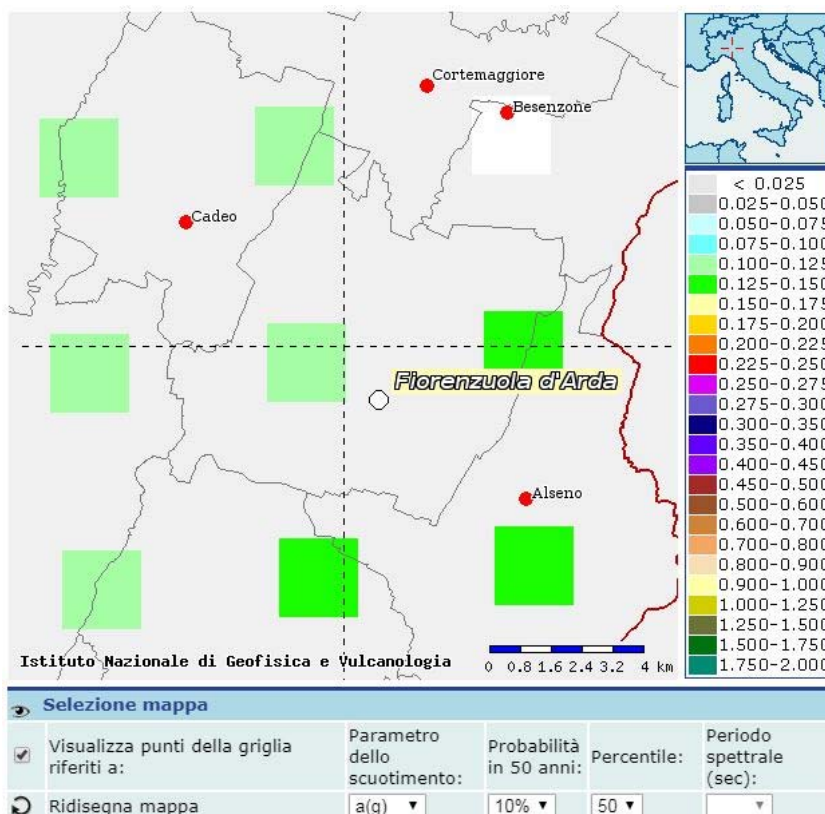 Cortemaggiore
Besenzone
Cadeo
Fiorenzuola d'Arda
Alseno
Istituto Nazionale di Geofisica e Vulcanologia
0 0.8 1.6 2.4 3.2 4 km
< 0.025
0.025-0.050
0.050-0.075
0.075-0.100
0.100-0.125
0.125-0.150
0.150-0.175
0.175-0.200
0.200-0.225
0.225-0.250
0.250-0.275
0.275-0.300
0.300-0.350
0.350-0.400
0.400-0.450
0.450-0.500
0.500-0.600
0.600-0.700
0.700-0.800
0.800-0.900
0.900-1.000
1.000-1.250
1.250-1.500
1.500-1.750
1.750-2.000
Selezione mappa
Visualizza punti della griglia
riferiti a:
Parametro
dello
scuotimento:
Probabilità
in 50 anni:
Percentile:
Periodo
spettrale
(sec):
Ridisegna mappa
a(g)
10%
50